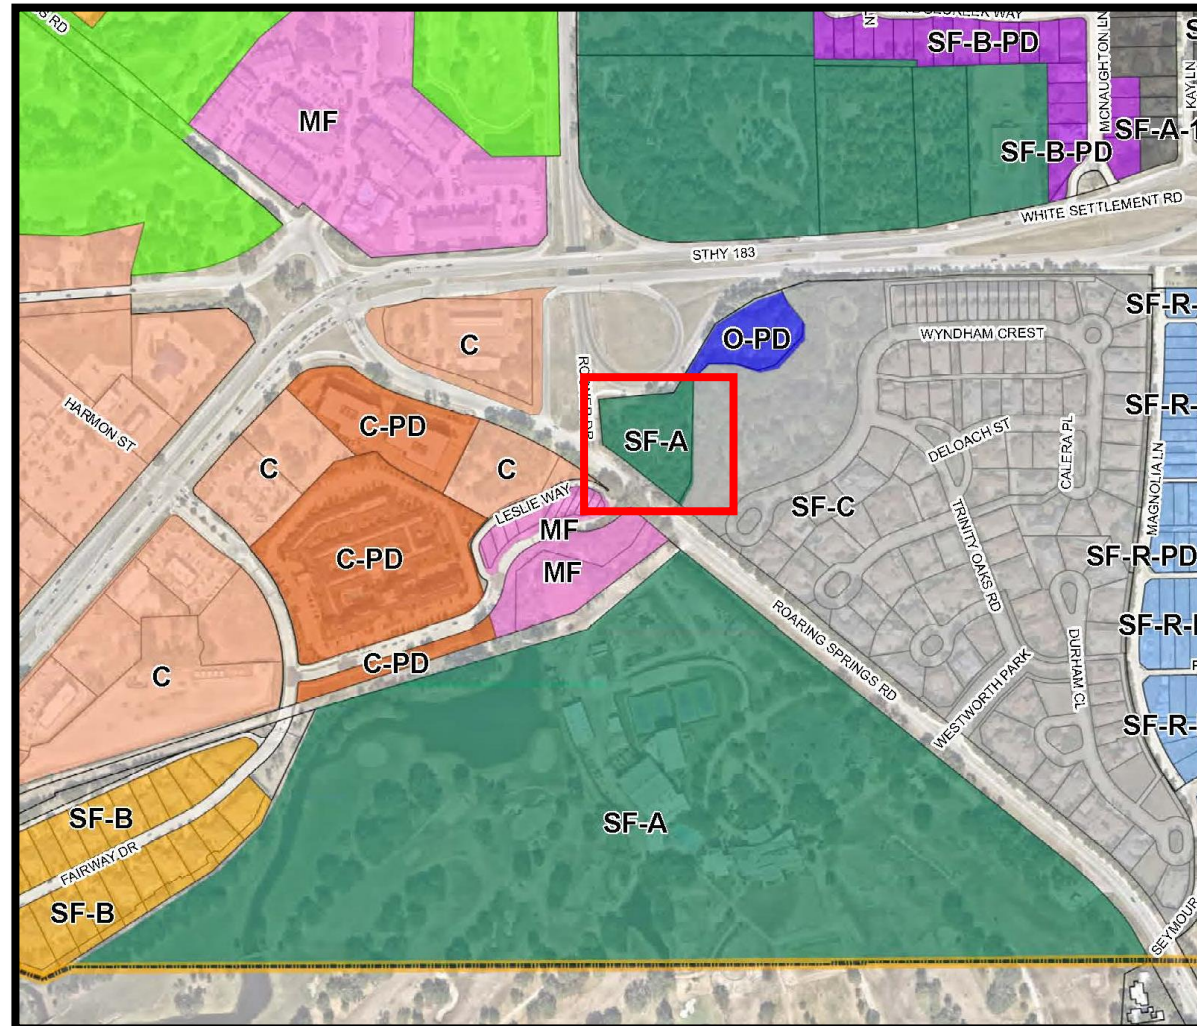 SF-B-PD
MCNAUGHTON LN
KAY LN
MF
SF-A-1
SF-B-PD
WHITE SETTLEMENT RD
STHY 183
SF-R-
O-PD
WYNDHAM CREST
C
HARMON ST
SF-R-
C-PD
SF-A
DELOACH ST
CALERA PL
C
C
MAGNOLIA LN
LESLIE WAY
SF-C
MF
TRINITY OAKS RD
C-PD
MF
SF-R-PD
ROARING SPRINGS RD
SF-R-
DURHAM CL
C-PD
C
WESTWORTH PARK
SF-R-
SF-B
SF-A
FAIRWAY DR
SF-B
SEYMOUR